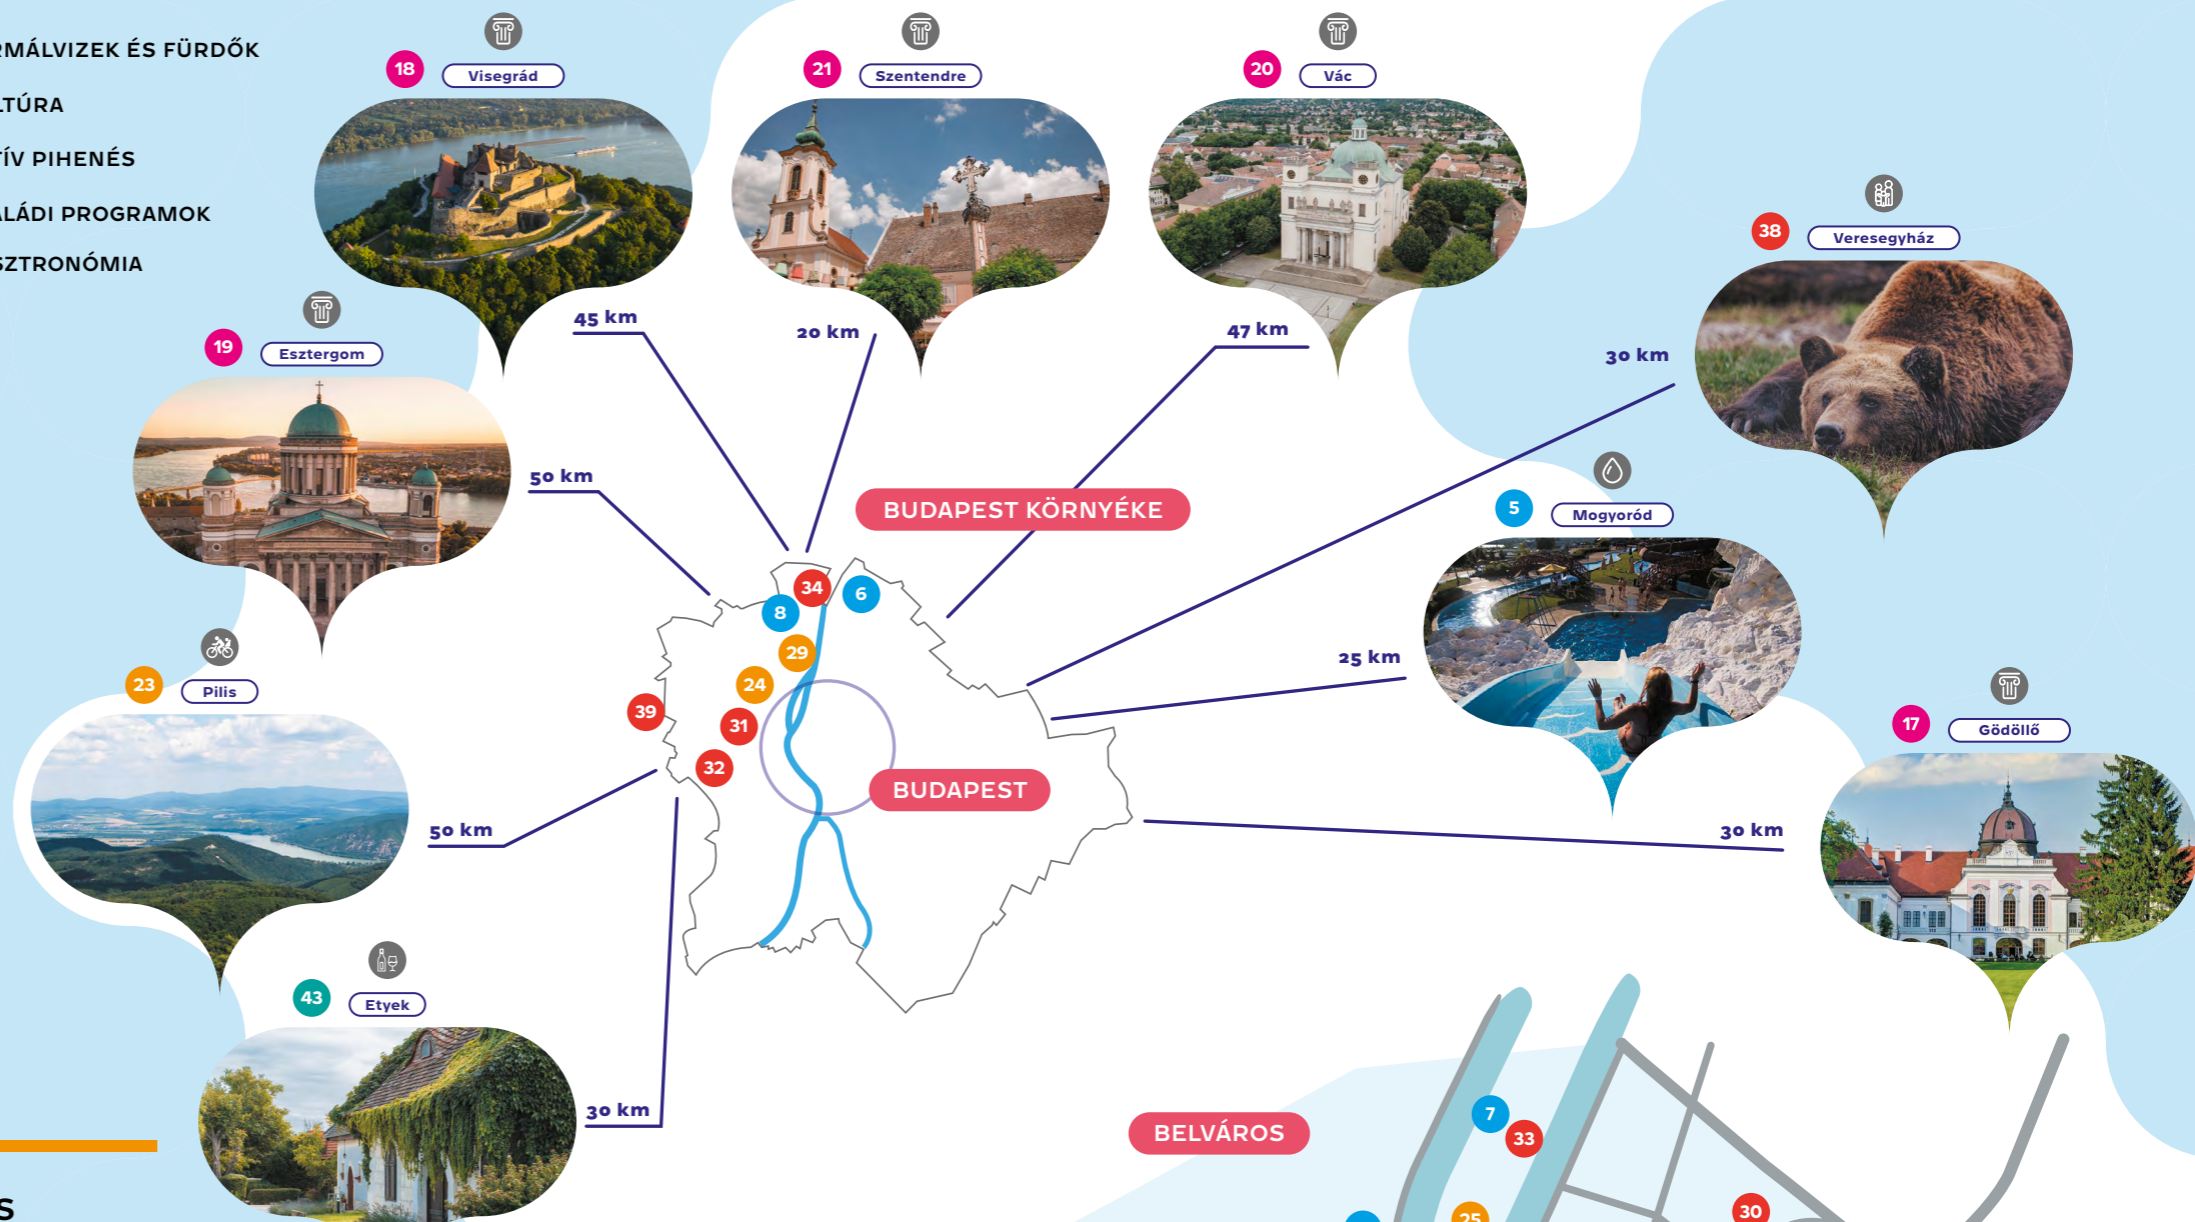 RMÁLVIZEK ÉS FÜRDŐK
LTÚRA
TÍV PIHENÉS
ALÁDI PROGRAMOK
SZTRONÓMIA
18 Visegrád
21 Szentendre
20 Vác
38 Veresegyház
45 km
20 km
47 km
30 km
19 Esztergom
50 km
BUDAPEST KÖRNYÉKE
5 Mogyoród
34
6
8
29
25 km
23 Pilis
24
39
31
32
17 Gödöllő
BUDAPEST
50 km
30 km
43 Etyek
30 km
BELVÁROS
7
33
S
25
30